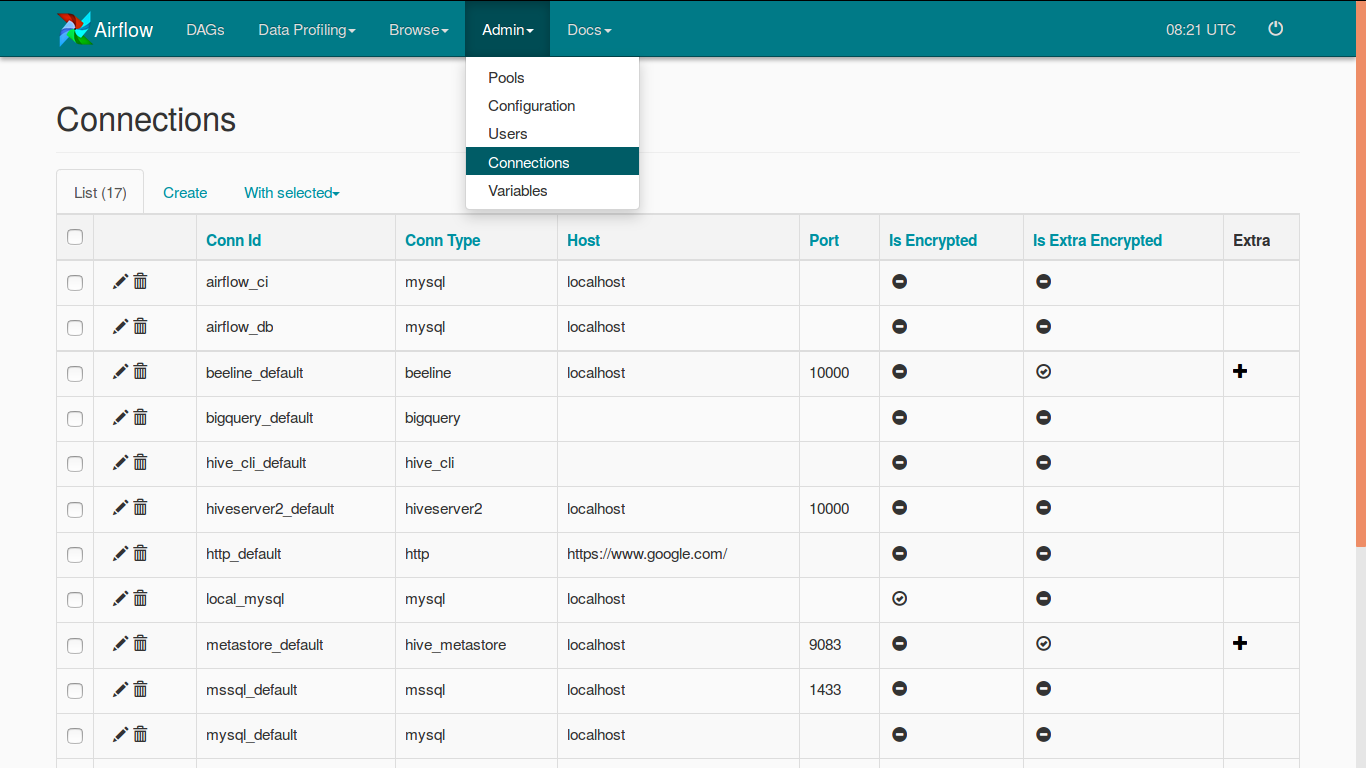 Airflow DAGs Data Profiling Browse Admin Docs 08:21 UTC
Pools
Configuration
Users
Connections
Variables
Connections
List (17) Create With selected
Conn Id Conn Type Host Port Is Encrypted Is Extra Encrypted Extra
airflow_ci mysql localhost
airflow_db mysql localhost
beeline_default beeline localhost 10000
bigquery_default bigquery
hive_cli_default hive_cli
hiveserver2_default hiveserver2 localhost 10000
http_default http https://www.google.com/
local_mysql mysql localhost
metastore_default hive_metastore localhost 9083
mssql_default mssql localhost 1433
mysql_default mysql localhost